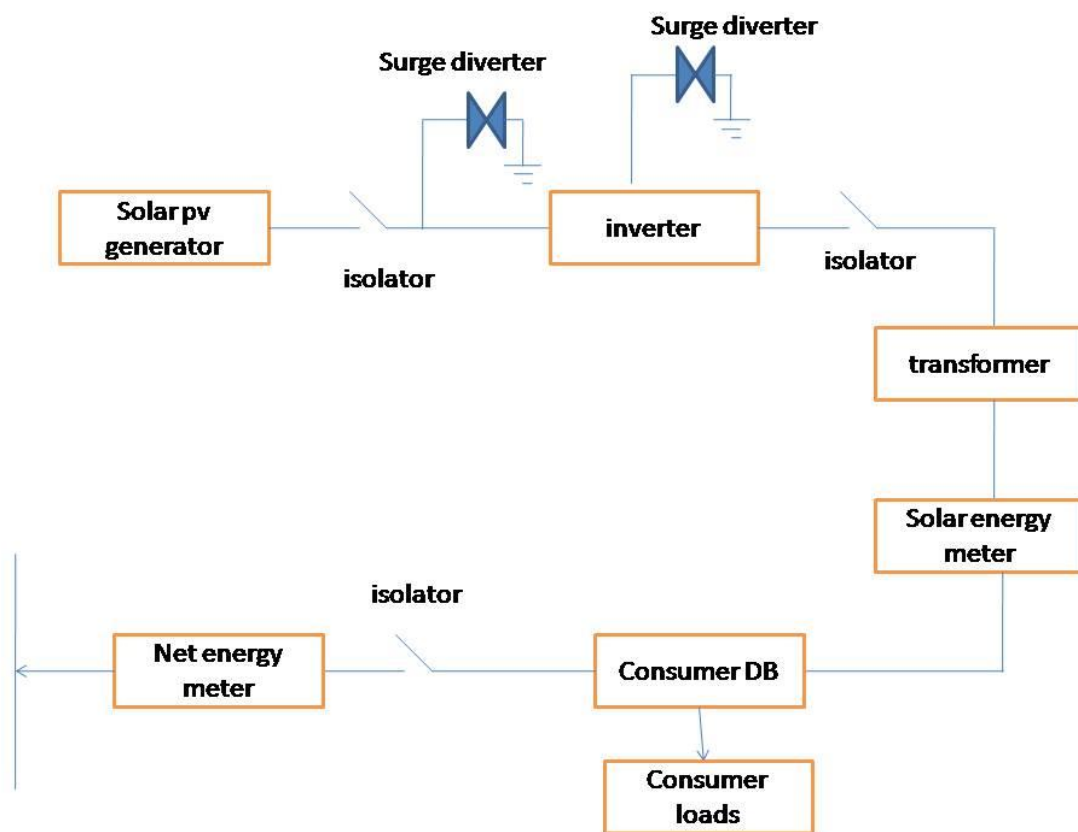 Surge diverter
Surge diverter
Solar pv
generator
isolator
inverter
isolator
transformer
Solar energy
meter
isolator
Net energy
meter
Consumer DB
Consumer
loads